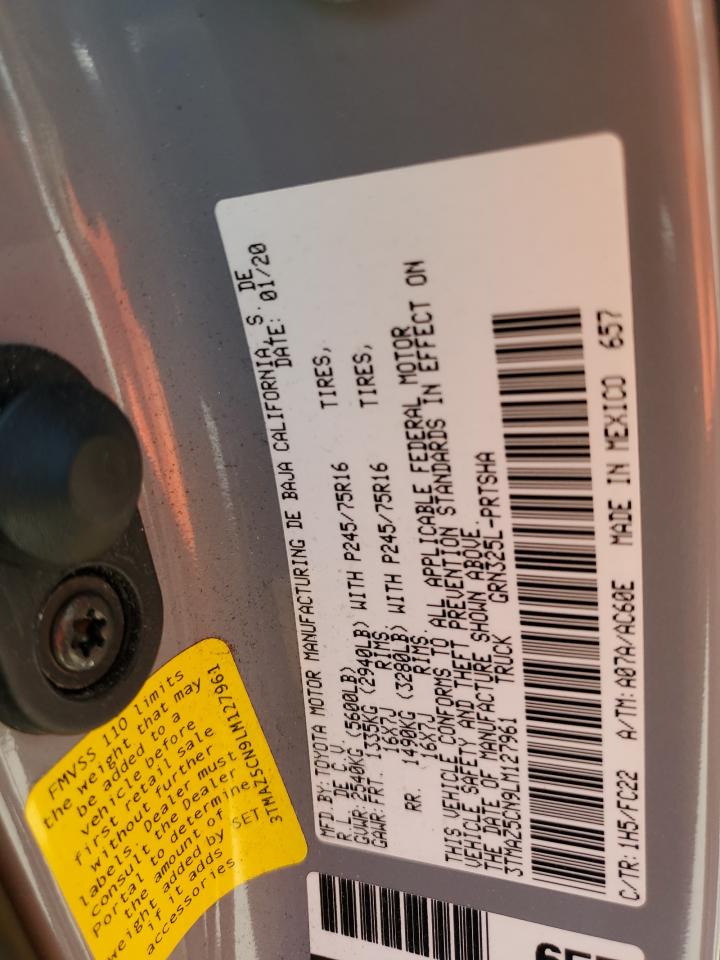 MFD.BY: TOYOTA MOTOR MANUFACTURING DE BAJA CALIFORNIA, S. DE
R. L. DE C.V. DATE: 01/20
GVWR: 2540KG (5600LB)
GAWR: FRT. 1335KG (2940LB) WITH P245/75R16 TIRES,
16X7J RIMS,
RR. 1490KG (3280LB) WITH P245/75R16 TIRES,
16X7J RIMS.
THIS VEHICLE CONFORMS TO ALL APPLICABLE FEDERAL MOTOR
VEHICLE SAFETY AND THEFT PREVENTION STANDARDS IN EFFECT ON
THE DATE OF MANUFACTURE SHOWN ABOVE
3TMAZ5CN9LM127961 TRUCK GRN325L-PRTSHA
C/TR: 1H5/FC22 A/TM: A07A/AC60E MADE IN MEXICO 657
FMVSS 110 limits
the weight that may
be added to a
vehicle before
first retail sale
without further
labels. Dealer must
consult the Dealer
Portal to determine
the amount of SET
weight added by 3TMAZ5CN9LM127961
if it adds
accessories.